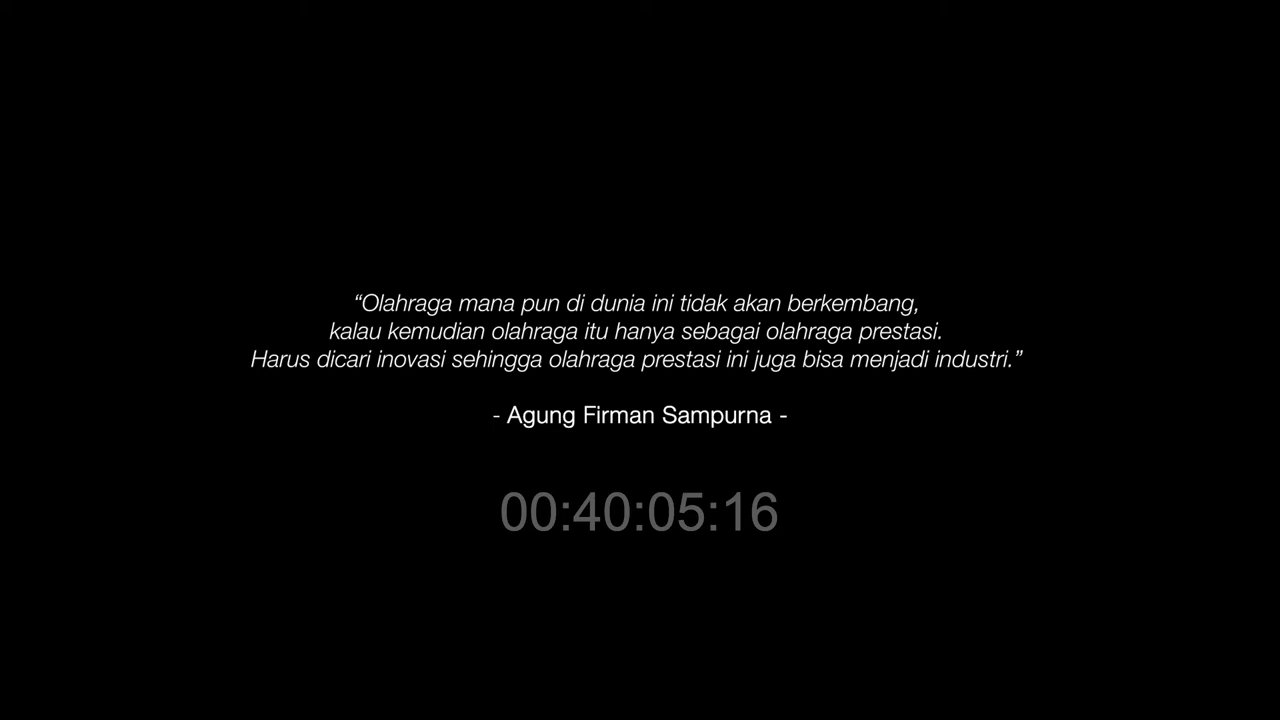 “Olahraga mana pun di dunia ini tidak akan berkembang,
kalau kemudian olahraga itu hanya sebagai olahraga prestasi.
Harus dicari inovasi sehingga olahraga prestasi ini juga bisa menjadi industri.”
- Agung Firman Sampurna -
00:40:05:16